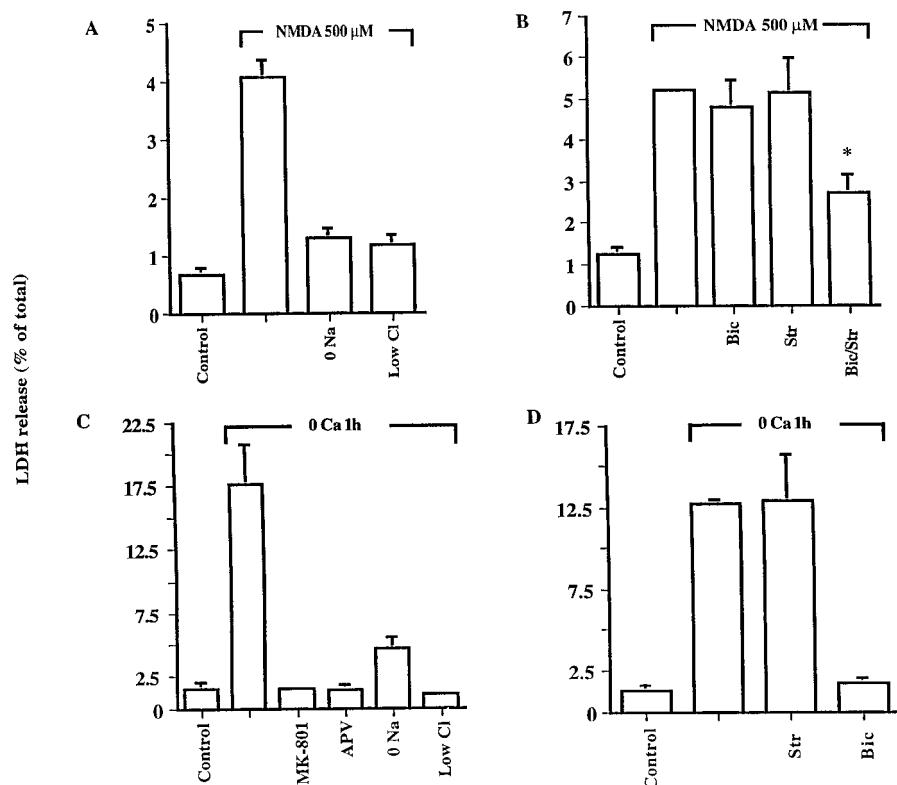 LDH release (% of total)
A
NMDA 500 µM
5
4
3
2
1
0
Control
0 Na
Low Cl
B
NMDA 500 µM
7
6
5
4
3
2
1
0
*
Control
Bic
Str
Bic/Str
C
0 Ca 1h
22.5
17.5
12.5
7.5
2.5
0
Control
MK-801
APV
0 Na
Low Cl
D
0 Ca 1h
17.5
12.5
7.5
2.5
0
Control
Str
Bic